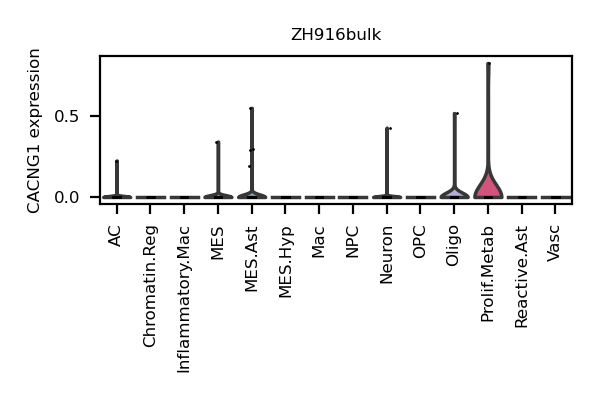 ZH916bulk
CACNG1 expression
0.5
0.0
AC
Chromatin.Reg
Inflammatory.Mac
MES
MES.Ast
MES.Hyp
Mac
NPC
Neuron
OPC
Oligo
Prolif.Metab
Reactive.Ast
Vasc